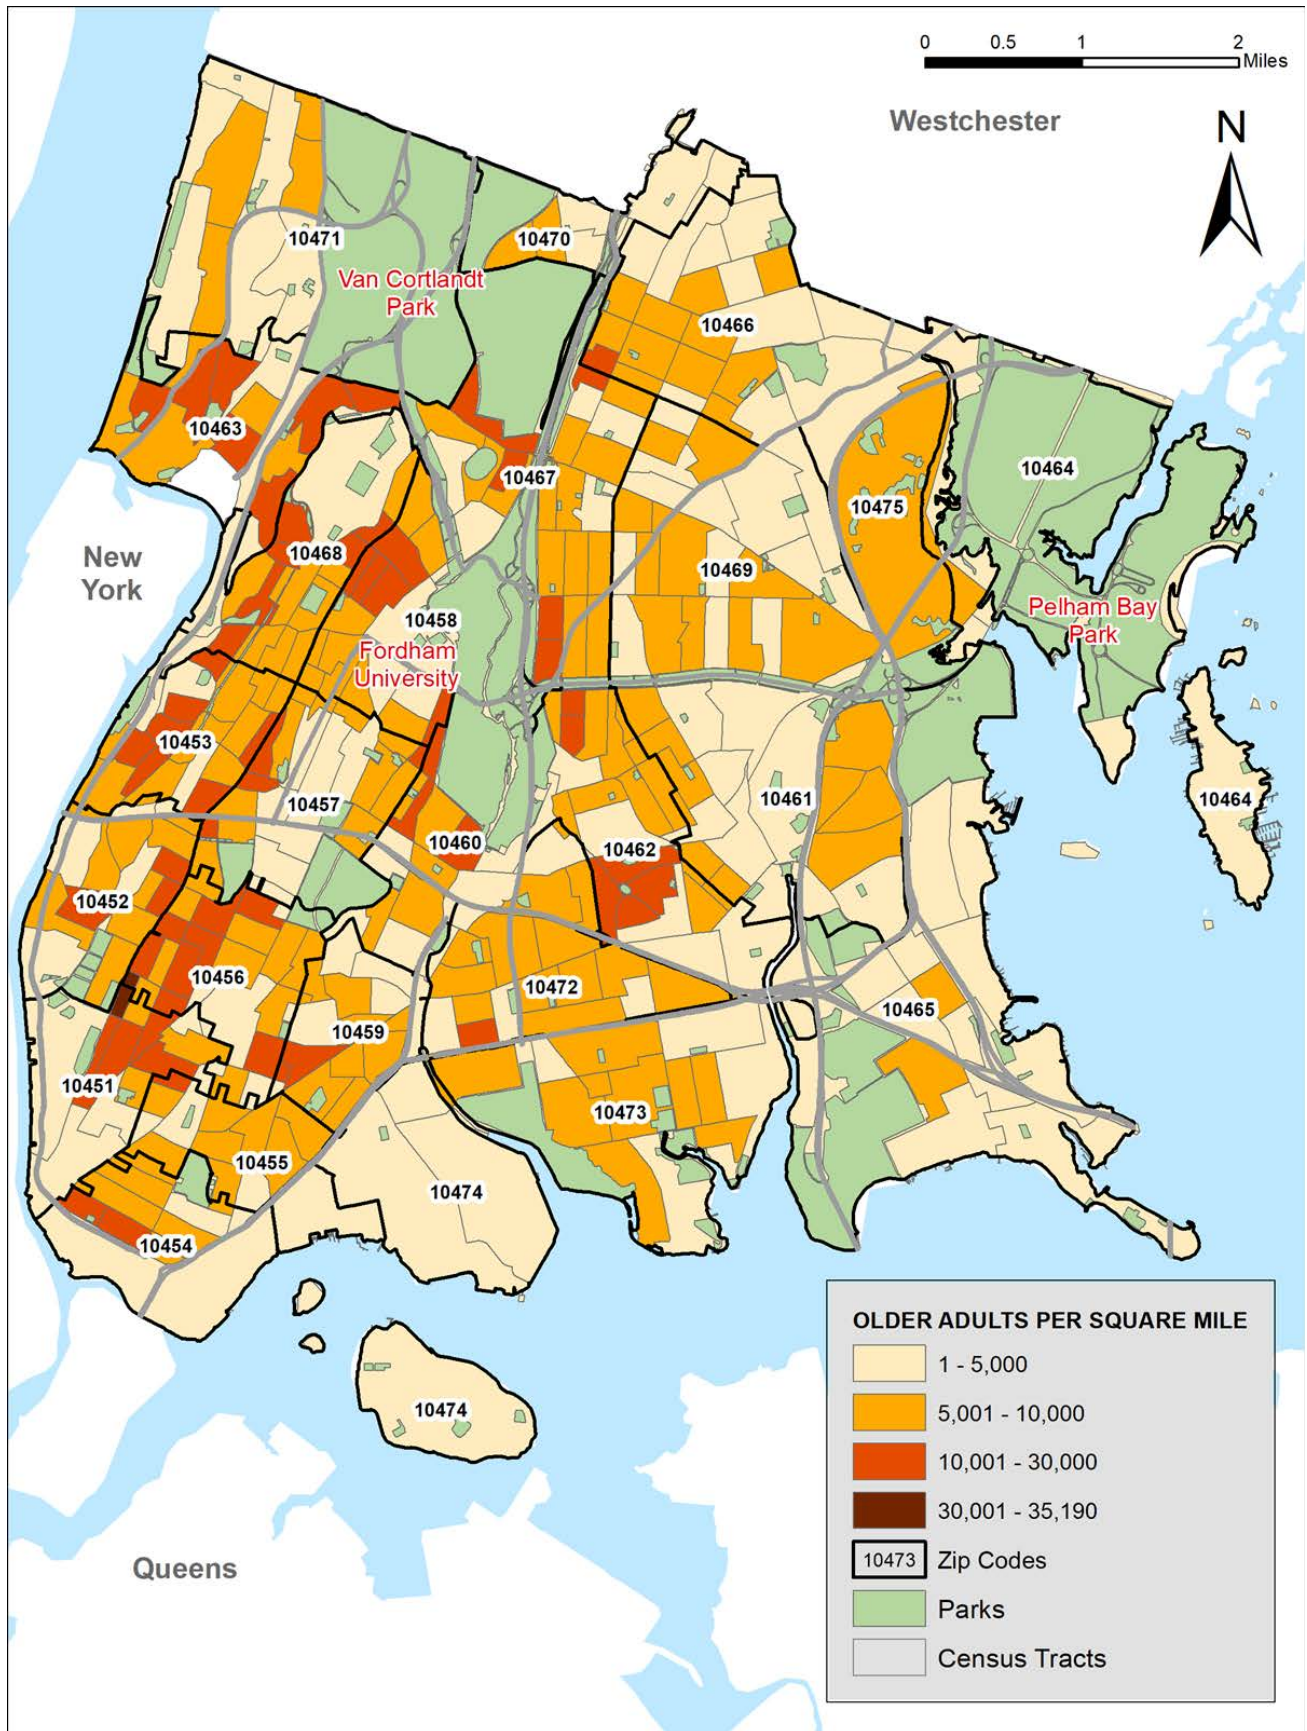 0 0.5 1 2
Miles
Westchester
N
10471
10470
Van Cortlandt
Park
10466
10463
10467
10464
10475
New
York
10468
10469
10458
Fordham
University
Pelham Bay
Park
10453
10457
10461
10464
10460
10462
10452
10456
10472
10459
10465
10451
10473
10455
10474
10454
10474
Queens
OLDER ADULTS PER SQUARE MILE
1 - 5,000
5,001 - 10,000
10,001 - 30,000
30,001 - 35,190
10473 Zip Codes
Parks
Census Tracts